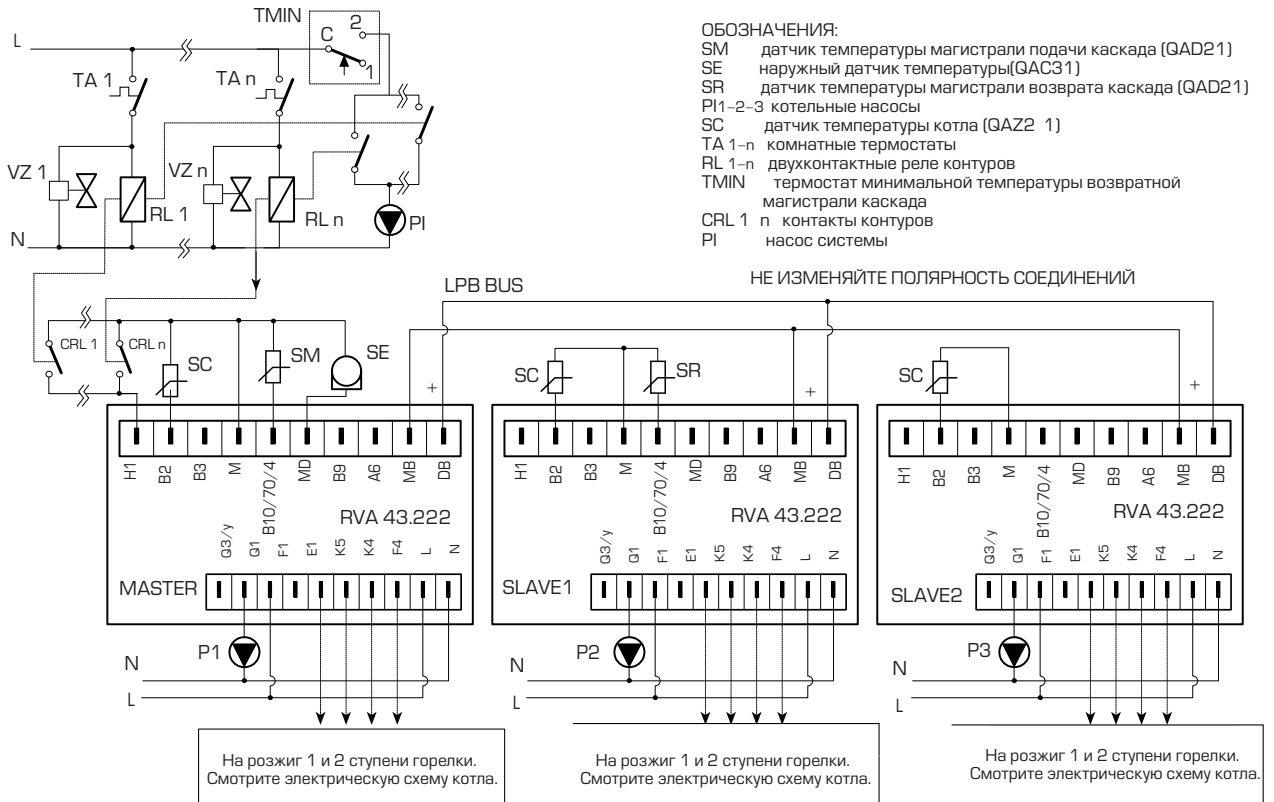 TMIN
L
C
2
1
TA 1
TA n
VZ 1
VZ n
RL 1
RL n
PI
N
ОБОЗНАЧЕНИЯ:
SM датчик температуры магистрали подачи каскада (QAD21)
SE наружный датчик температуры(QAC31)
SR датчик температуры магистрали возврата каскада (QAD21)
PI1-2-3 котельные насосы
SC датчик температуры котла (QAZ2 1)
TA 1-n комнатные термостаты
RL 1-n двухконтактные реле контуров
TMIN термостат минимальной температуры возвратной
магистрали каскада
CRL 1 n контакты контуров
PI насос системы
НЕ ИЗМЕНЯЙТЕ ПОЛЯРНОСТЬ СОЕДИНЕНИЙ
LPB BUS
CRL 1
CRL n
SC
SM
SE
+
SC
SR
+
SC
+
H1 B2 B3 M B10/70/4 MD B9 A6 MB DB
RVA 43.222
Q3/y Q1 F1 E1 K5 K4 F4 L N
MASTER
H1 B2 B3 M B10/70/4 MD B9 A6 MB DB
RVA 43.222
Q3/y Q1 F1 E1 K5 K4 F4 L N
SLAVE1
H1 B2 B3 M B10/70/4 MD B9 A6 MB DB
RVA 43.222
Q3/y Q1 F1 E1 K5 K4 F4 L N
SLAVE2
P1
N
L
P2
N
L
P3
N
L
На розжиг 1 и 2 ступени горелки.
Смотрите электрическую схему котла.
На розжиг 1 и 2 ступени горелки.
Смотрите электрическую схему котла.
На розжиг 1 и 2 ступени горелки.
Смотрите электрическую схему котла.